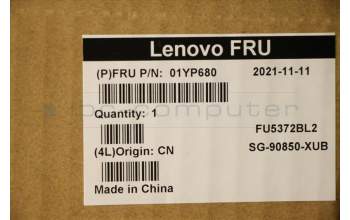 Lenovo FRU
(P)FRU P/N: 01YP680 2021-11-11
Quantity: 1
FU5372BL2
(4L)Origin: CN SG-90850-XUB
Made in China